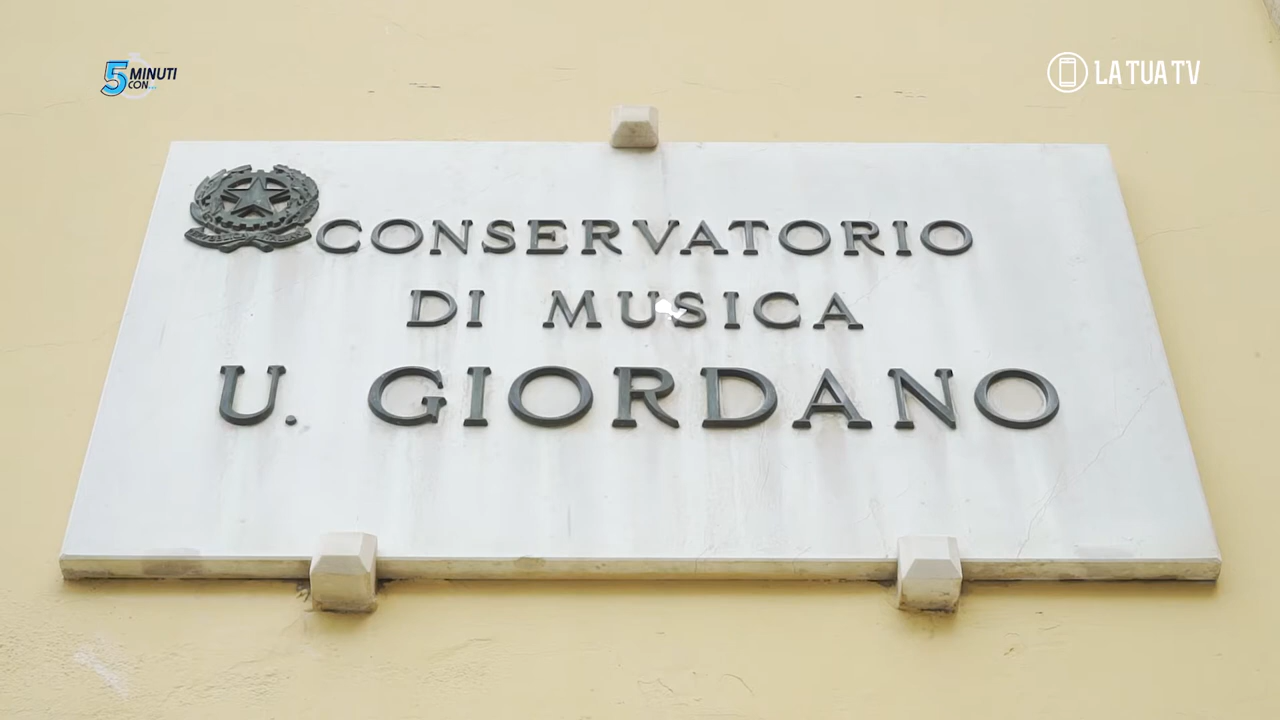 5 MINUTI
CON...
LA TUA TV
CONSERVATORIO
DI MUSICA
U. GIORDANO